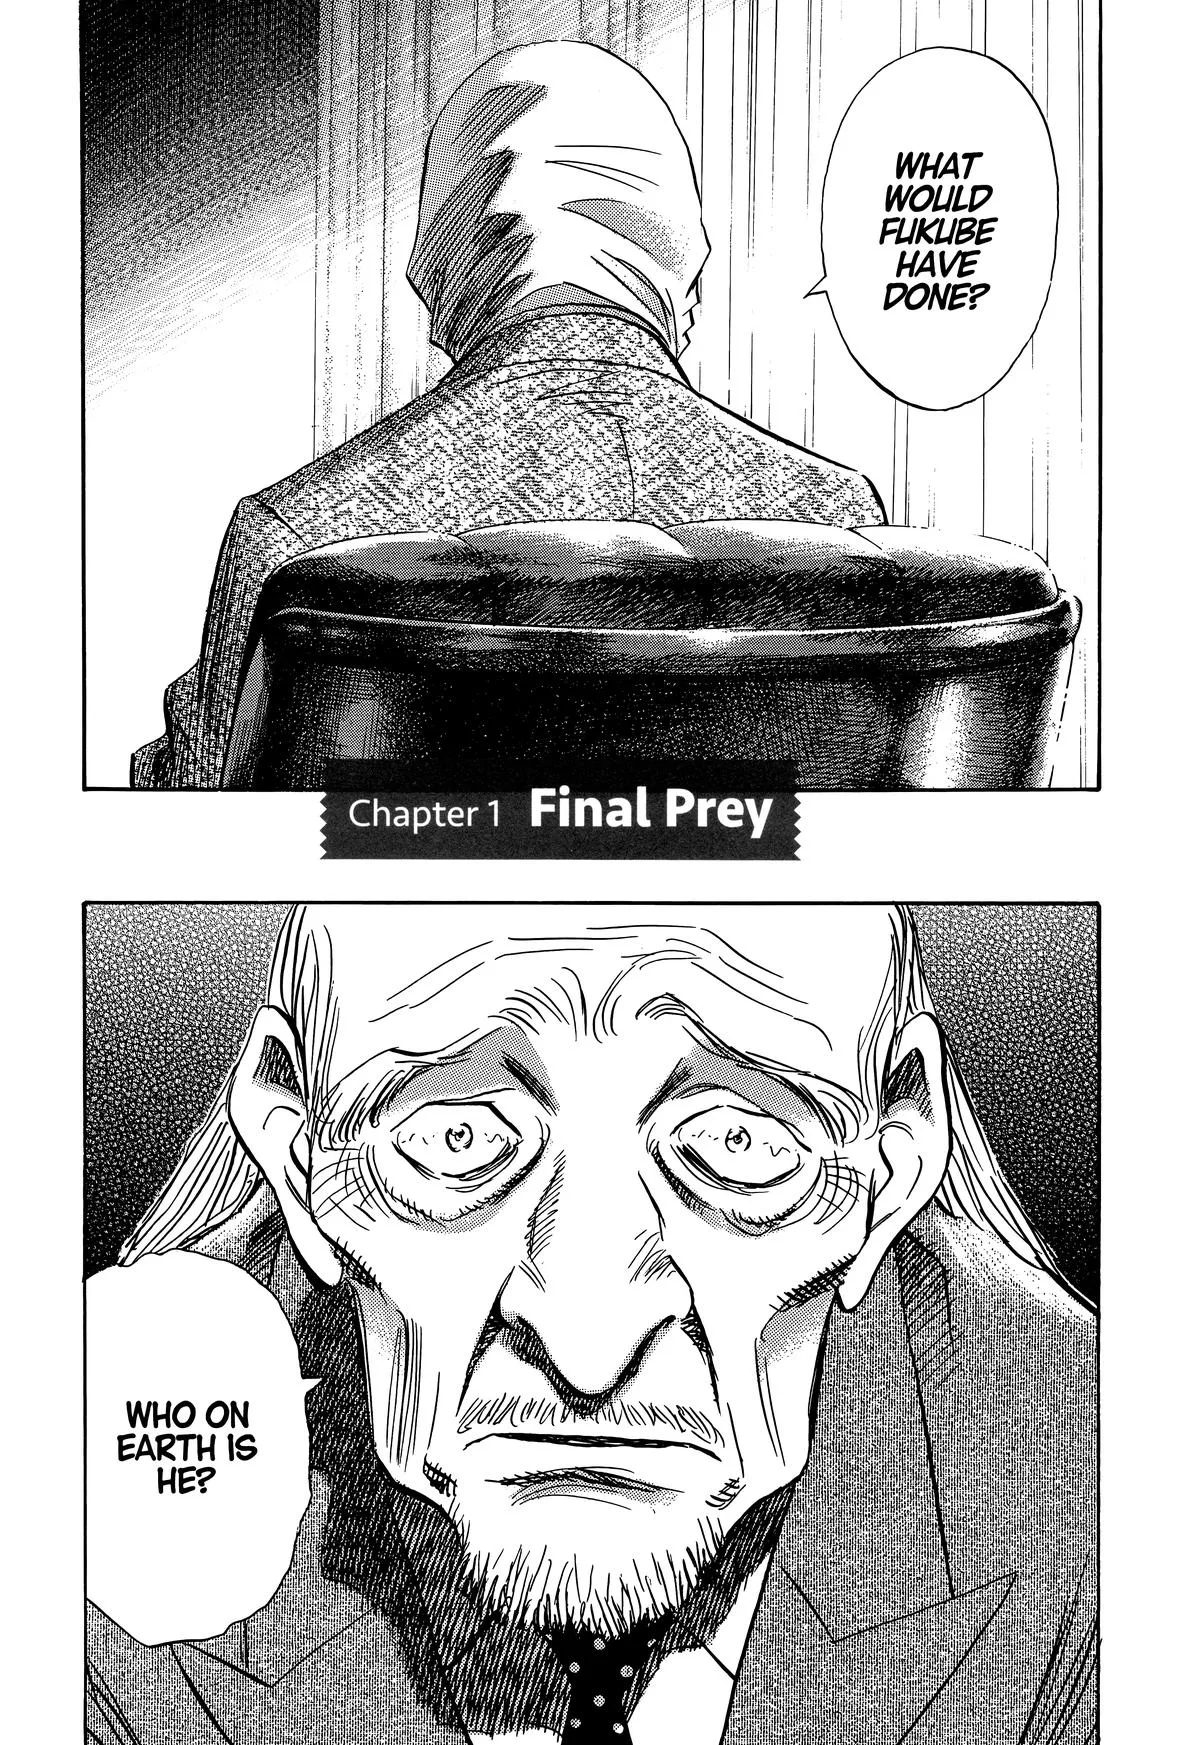 WHAT
WOULD
FUKUBE
HAVE
DONE?
Chapter 1 Final Prey
WHO ON
EARTH IS
HE?